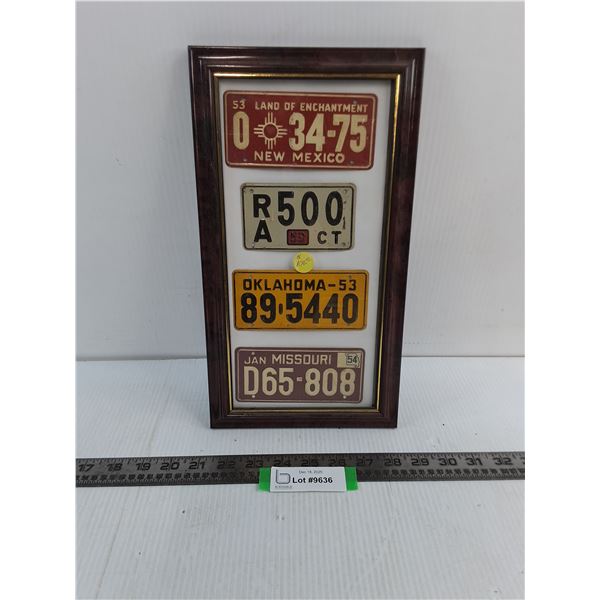 53 LAND OF ENCHANTMENT
0 34-75
NEW MEXICO
RA 500
55 CT
OKLAHOMA-53
89-5440
JAN MISSOURI 54
D65-808
17 18 19 20 21 22 23 24 25 26 27 28 29 30 31 32
Lot #9636